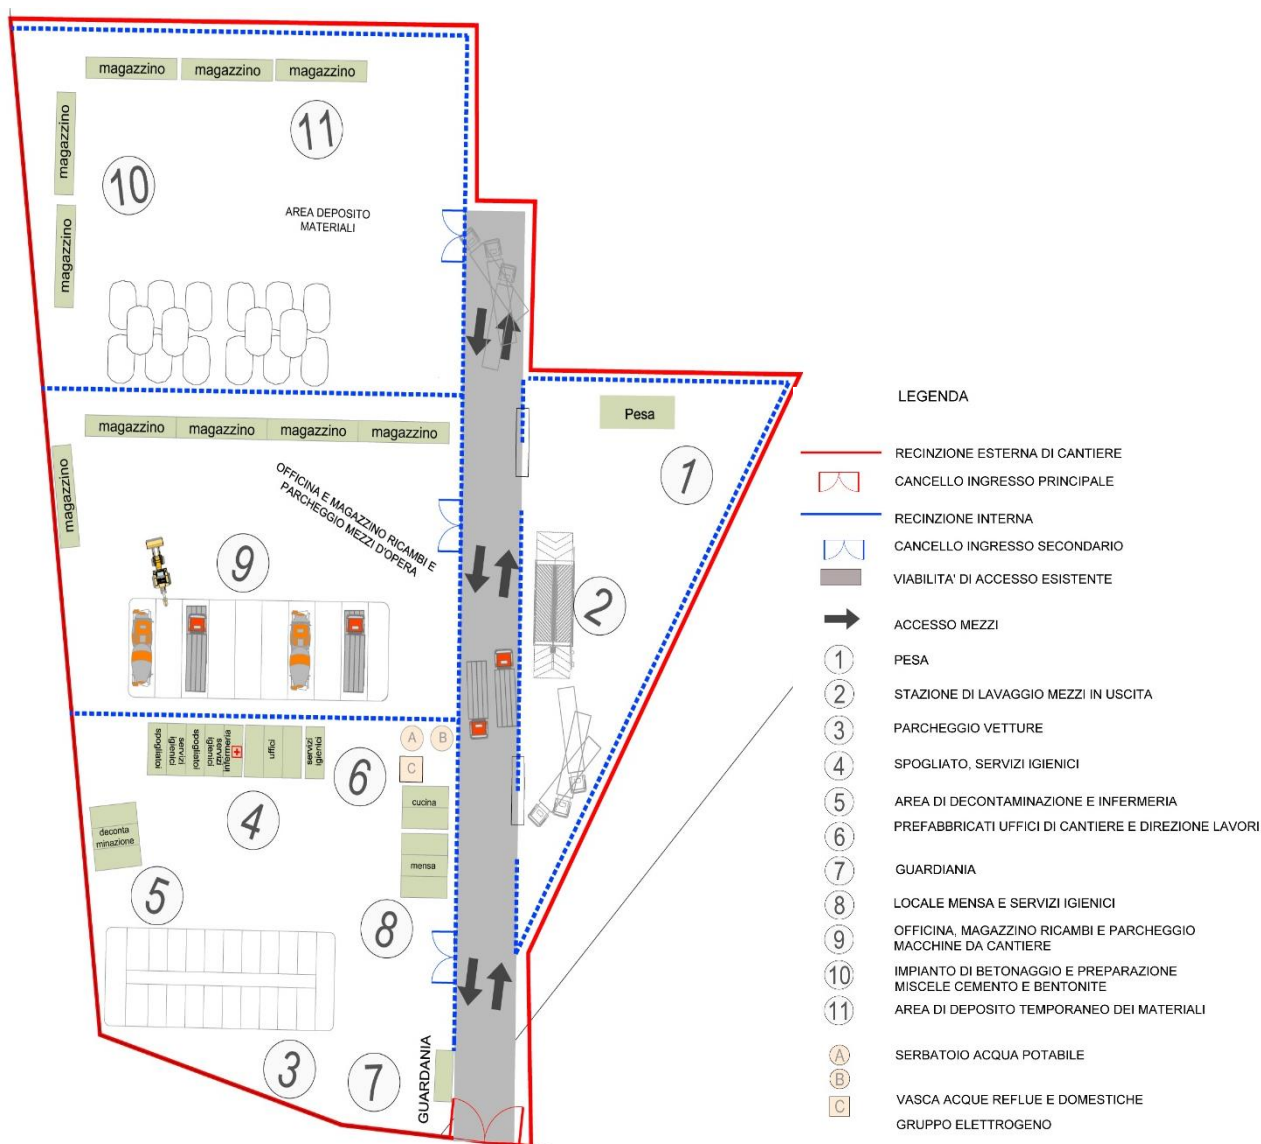 magazzino
magazzino
magazzino
magazzino
magazzino
11
10
AREA DEPOSITO
MATERIALI
magazzino
magazzino
magazzino
magazzino
magazzino
OFFICINA E MAGAZZINO RICAMBI E
PARCHEGGIO MEZZI D'OPERA
9
Pesa
1
2
spogliatoi
servizi
igienici
spogliatoi
servizi
igienici
infermeria
uffici
servizi
igienici
6
A
B
C
4
cucina
mensa
deconta
minazione
5
8
3
7
GUARDANIA
LEGENDA
RECINZIONE ESTERNA DI CANTIERE
CANCELLO INGRESSO PRINCIPALE
RECINZIONE INTERNA
CANCELLO INGRESSO SECONDARIO
VIABILITA' DI ACCESSO ESISTENTE
ACCESSO MEZZI
1 PESA
2 STAZIONE DI LAVAGGIO MEZZI IN USCITA
3 PARCHEGGIO VETTURE
4 SPOGLIATO, SERVIZI IGIENICI
5 AREA DI DECONTAMINAZIONE E INFERMERIA
6 PREFABBRICATI UFFICI DI CANTIERE E DIREZIONE LAVORI
7 GUARDIANIA
8 LOCALE MENSA E SERVIZI IGIENICI
9 OFFICINA, MAGAZZINO RICAMBI E PARCHEGGIO
MACCHINE DA CANTIERE
10 IMPIANTO DI BETONAGGIO E PREPARAZIONE
MISCELE CEMENTO E BENTONITE
11 AREA DI DEPOSITO TEMPORANEO DEI MATERIALI
A SERBATOIO ACQUA POTABILE
B
C VASCA ACQUE REFLUE E DOMESTICHE
GRUPPO ELETTROGENO